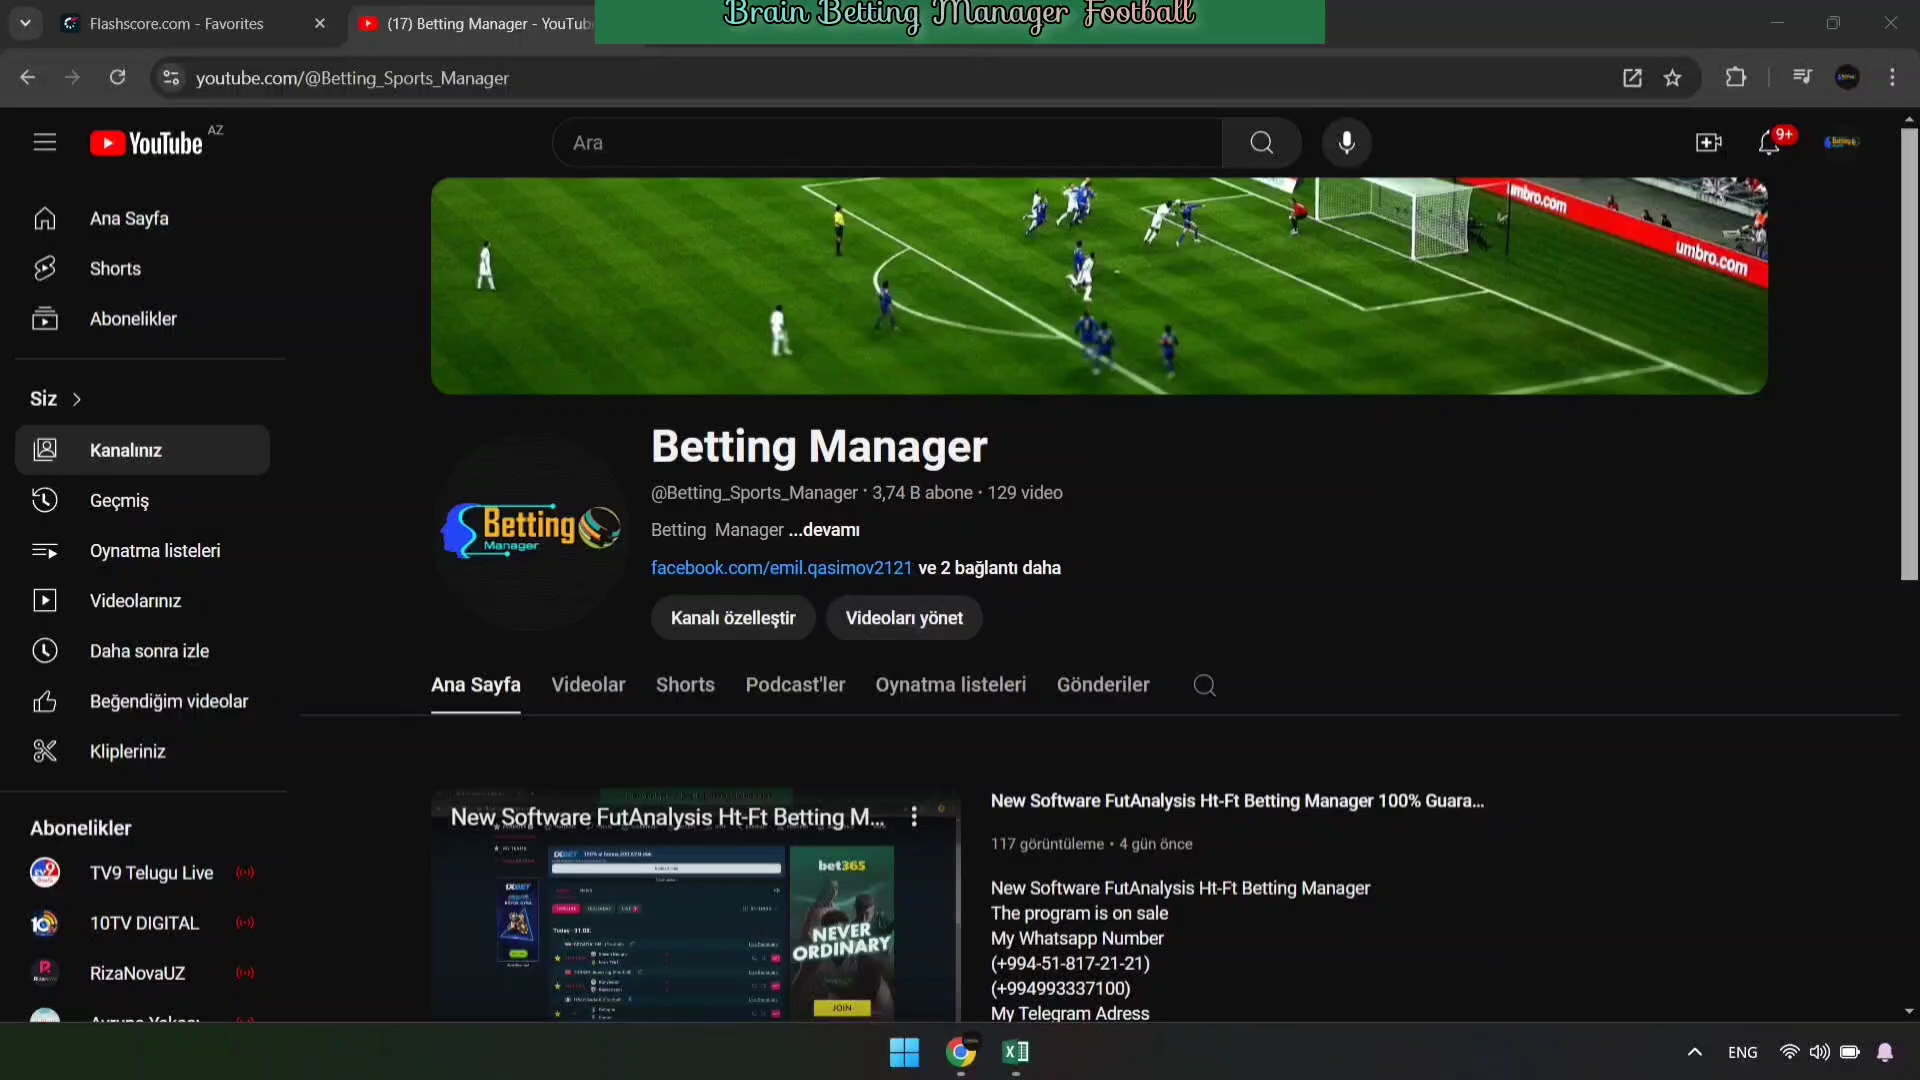 Brain Betting Manager Football
Flashscore.com - Favorites
(17) Betting Manager - YouTub
youtube.com/@Betting_Sports_Manager
YouTube AZ
Ara
9+
Ana Sayfa
Shorts
Abonelikler
Siz
Kanalınız
Geçmiş
Oynatma listeleri
Videolarınız
Daha sonra izle
Beğendiğim videolar
Klipleriniz
Abonelikler
TV9 Telugu Live
10TV DIGITAL
RizaNovaUZ
umbro.com
umbro.com
Betting
Manager
Betting Manager
@Betting_Sports_Manager • 3,74 B abone • 129 video
Betting Manager ...devamı
facebook.com/emil.qasimov2121 ve 2 bağlantı daha
Kanalı özelleştir
Videoları yönet
Ana Sayfa
Videolar
Shorts
Podcast'ler
Oynatma listeleri
Gönderiler
New Software FutAnalysis Ht-Ft Betting M...
bet365
NEVER
ORDINARY
JOIN
New Software FutAnalysis Ht-Ft Betting Manager 100% Guara...
117 görüntüleme • 4 gün önce
New Software FutAnalysis Ht-Ft Betting Manager
The program is on sale
My Whatsapp Number
(+994-51-817-21-21)
(+994993337100)
My Telegram Adress
ENG